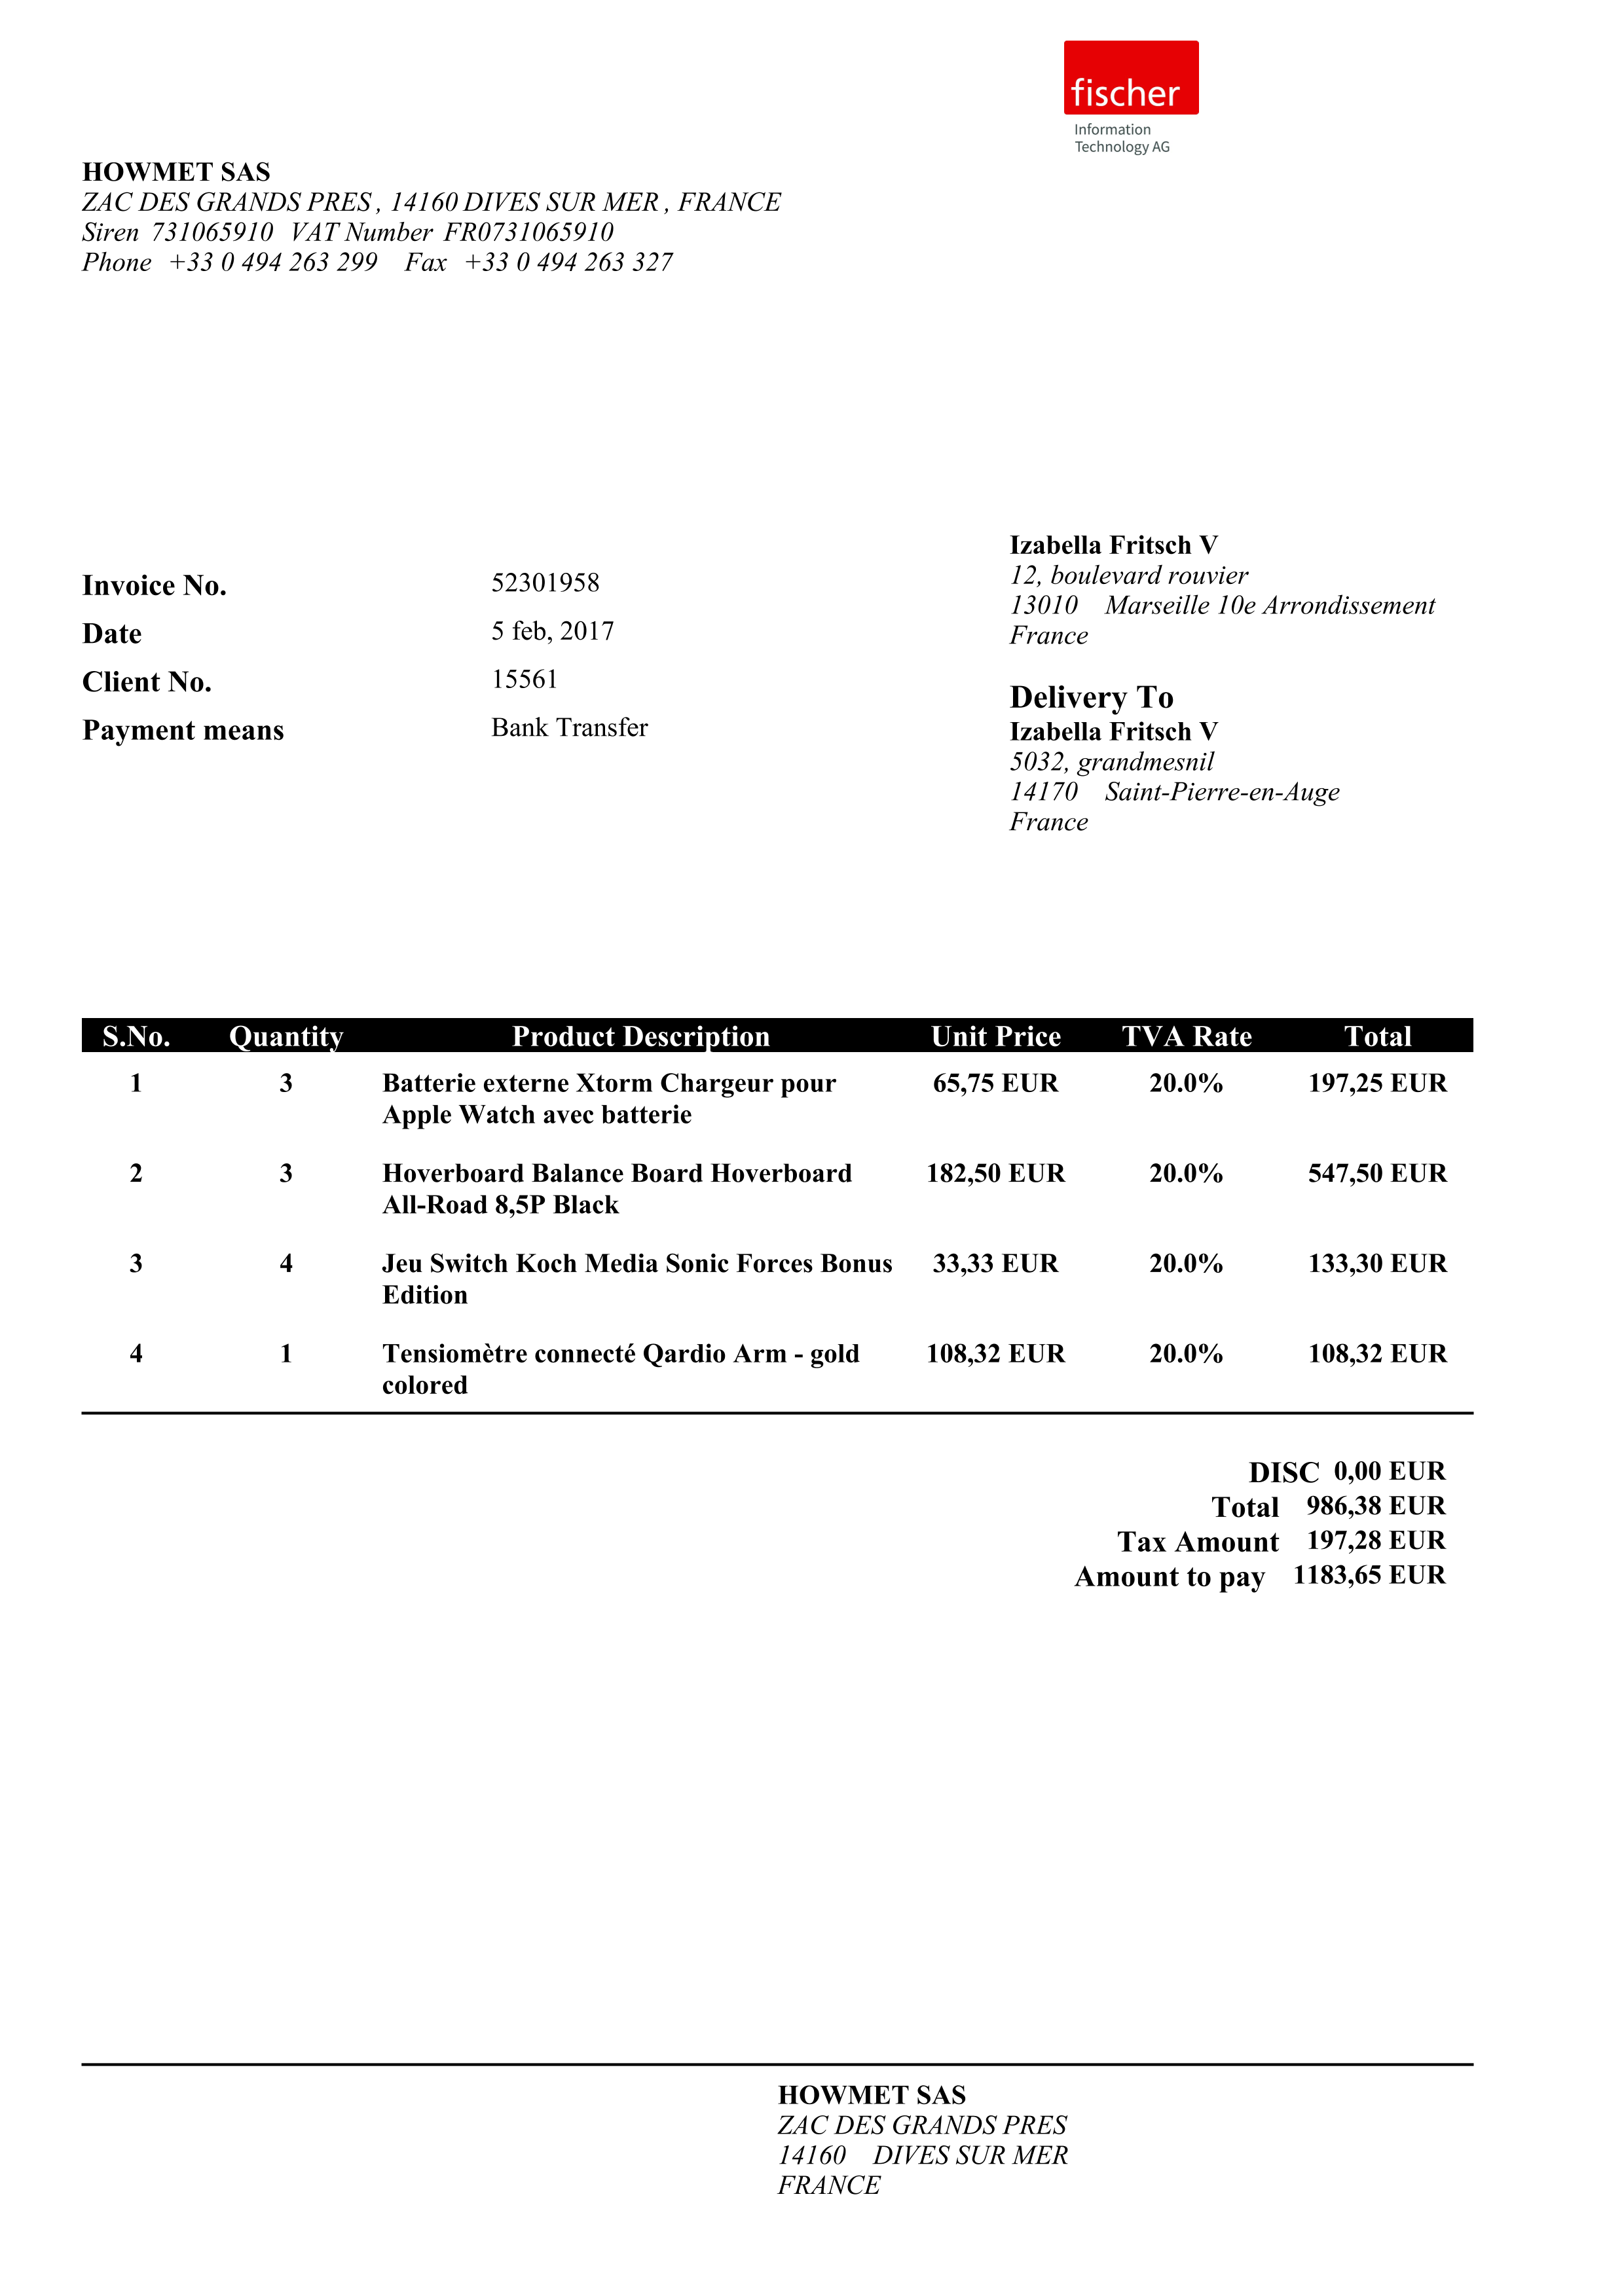 fischer
Information
Technology AG
HOWMET SAS
ZAC DES GRANDS PRES , 14160 DIVES SUR MER , FRANCE
Siren 731065910 VAT Number FR0731065910
Phone +33 0 494 263 299 Fax +33 0 494 263 327
Izabella Fritsch V
12, boulevard rouvier
13010 Marseille 10e Arrondissement
France
Invoice No. 52301958
Date 5 feb, 2017
Client No. 15561
Payment means Bank Transfer
Delivery To
Izabella Fritsch V
5032, grandmesnil
14170 Saint-Pierre-en-Auge
France
S.No. Quantity Product Description Unit Price TVA Rate Total
1 3 Batterie externe Xtorm Chargeur pour 65,75 EUR 20.0% 197,25 EUR
Apple Watch avec batterie
2 3 Hoverboard Balance Board Hoverboard 182,50 EUR 20.0% 547,50 EUR
All-Road 8,5P Black
3 4 Jeu Switch Koch Media Sonic Forces Bonus 33,33 EUR 20.0% 133,30 EUR
Edition
4 1 Tensiomètre connecté Qardio Arm - gold 108,32 EUR 20.0% 108,32 EUR
colored
DISC 0,00 EUR
Total 986,38 EUR
Tax Amount 197,28 EUR
Amount to pay 1183,65 EUR
HOWMET SAS
ZAC DES GRANDS PRES
14160 DIVES SUR MER
FRANCE